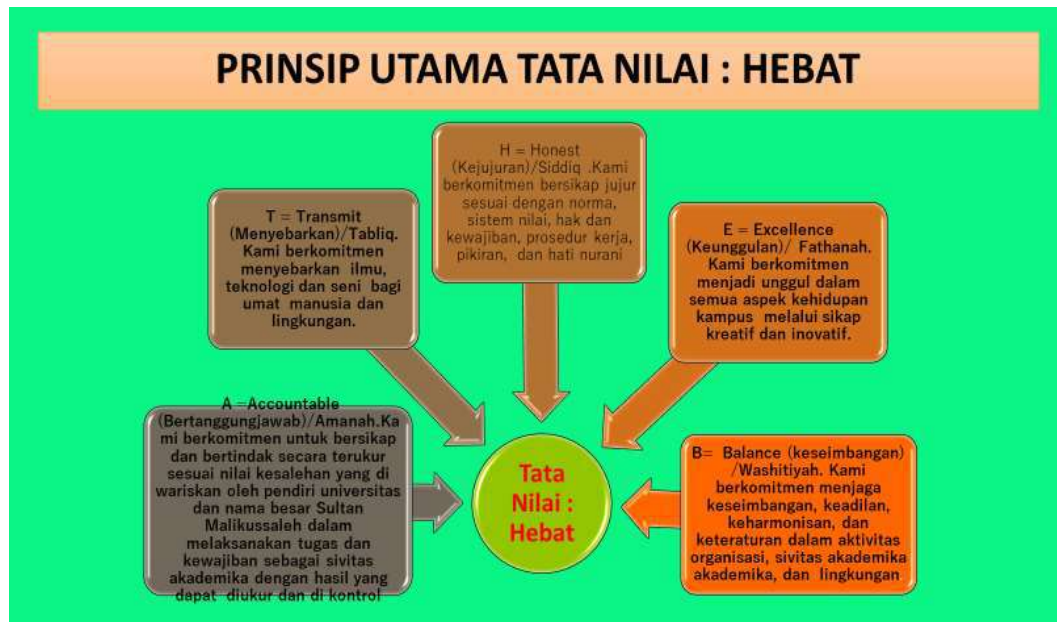 PRINSIP UTAMA TATA NILAI : HEBAT
H = Honest
(Kejujuran)/Siddiq .Kami
berkomitmen bersikap jujur
sesuai dengan norma,
sistem nilai, hak dan
kewajiban, prosedur kerja,
pikiran, dan hati nurani
E = Excellence
(Keunggulan)/ Fathanah.
Kami berkomitmen
menjadi unggul dalam
semua aspek kehidupan
kampus melalui sikap
kreatif dan inovatif.
B= Balance (keseimbangan)
/Washitiyah. Kami
berkomitmen menjaga
keseimbangan, keadilan,
keharmonisan, dan
keteraturan dalam aktivitas
organisasi, sivitas akademika
akademika, dan lingkungan
A =Accountable
(Bertanggungjawab)/Amanah.Ka
mi berkomitmen untuk bersikap
dan bertindak secara terukur
sesuai nilai kesalehan yang di
wariskan oleh pendiri universitas
dan nama besar Sultan
Malikussaleh dalam
melaksanakan tugas dan
kewajiban sebagai sivitas
akademika dengan hasil yang
dapat diukur dan di kontrol
T = Transmit
(Menyebarkan)/Tabliq.
Kami berkomitmen
menyebarkan ilmu,
teknologi dan seni bagi
umat manusia dan
lingkungan.
Tata
Nilai :
Hebat